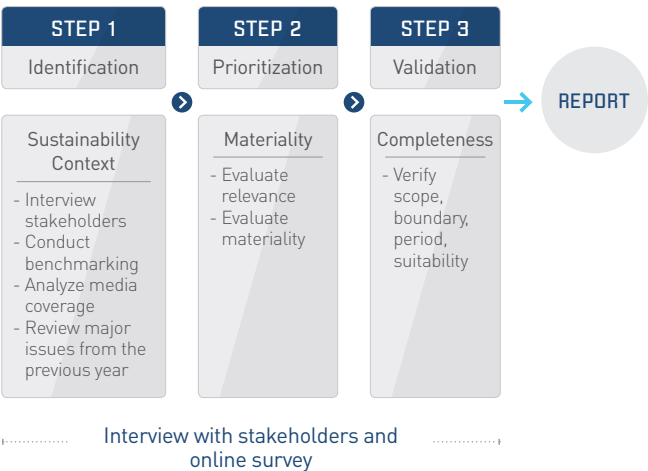 STEP 1
Identification
Sustainability
Context
- Interview
stakeholders
- Conduct
benchmarking
- Analyze media
coverage
- Review major
issues from the
previous year
STEP 2
Prioritization
Materiality
- Evaluate
relevance
- Evaluate
materiality
STEP 3
Validation
Completeness
- Verify
scope,
boundary,
period,
suitability
REPORT
Interview with stakeholders and
online survey